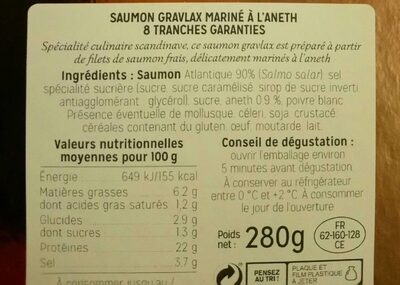 SAUMON GRAVLAX MARINÉ À L'ANETH
8 TRANCHES GARANTIES
Spécialité culinaire scandinave, ce saumon gravlax est préparé à partir
de filets de saumon frais, délicatement marinés à l'aneth
Ingrédients : Saumon Atlantique 90% (Salmo salar), sel
spécialité sucrière (sucre, sucre caramélisé, sirop de sucre inverti
antiagglomérant : glycérol), sucre, aneth 0.9 %, poivre blanc
Présence éventuelle de mollusque, céleri, soja, crustacé
céréales contenant du gluten, œuf, moutarde, lait.
Valeurs nutritionnelles
moyennes pour 100 g
Énergie 649 kJ/155 kcal
Matières grasses 6.2 g
dont acides gras saturés 1,2 g
Glucides 2.9 g
dont sucres 1.3 g
Protéines 22 g
Sel 3.7 g
Conseil de dégustation :
ouvrir l'emballage environ
5 minutes avant dégustation
À conserver au réfrigérateur
entre 0 °C et +2 °C. À consommer
le jour de l'ouverture
Poids
net : 280g
FR
62-160-128
CE
PENSEZ
AU TRI !
PLAQUE ET
FILM PLASTIQUE
À JETER
À consommer jusqu'au